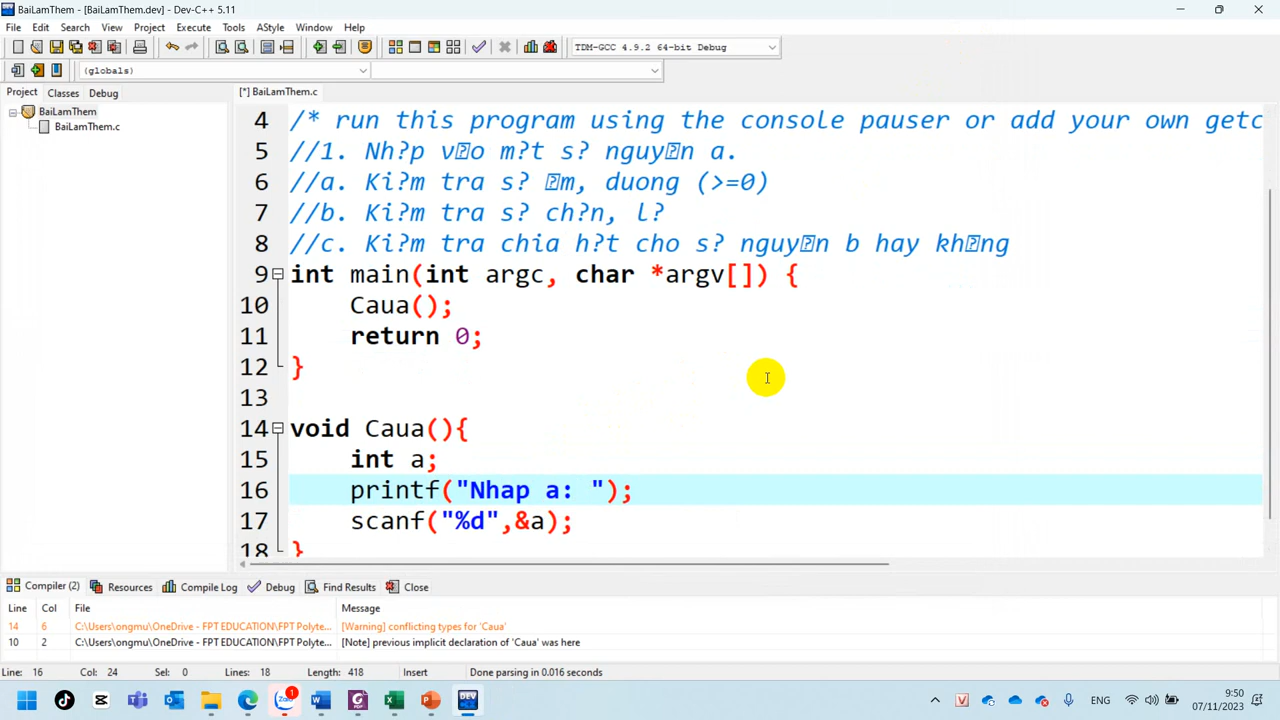 BaiLamThem - [BaiLamThem.dev] - Dev-C++ 5.11
File Edit Search View Project Execute Tools AStyle Window Help
TDM-GCC 4.9.2 64-bit Debug
(globals)
Project Classes Debug
[*] BaiLamThem.c
BaiLamThem
BaiLamThem.c
4 /* run this program using the console pauser or add your own getc
5 //1. Nh?p v�o m?t s? nguy�n a.
6 //a. Ki?m tra s? �m, duong (>=0)
7 //b. Ki?m tra s? ch?n, l?
8 //c. Ki?m tra chia h?t cho s? nguy�n b hay kh�ng
9 int main(int argc, char *argv[]) {
10 Caua();
11 return 0;
12 }
13
14 void Caua(){
15 int a;
16 printf("Nhap a: ");
17 scanf("%d",&a);
18 }
Compiler (2) Resources Compile Log Debug Find Results Close
Line Col File Message
14 6 C:\Users\ongmu\OneDrive - FPT EDUCATION\FPT Polyte... [Warning] conflicting types for 'Caua'
10 2 C:\Users\ongmu\OneDrive - FPT EDUCATION\FPT Polyte... [Note] previous implicit declaration of 'Caua' was here
Line: 16 Col: 24 Sel: 0 Lines: 18 Length: 418 Insert Done parsing in 0.016 seconds
ENG
9:50
07/11/2023